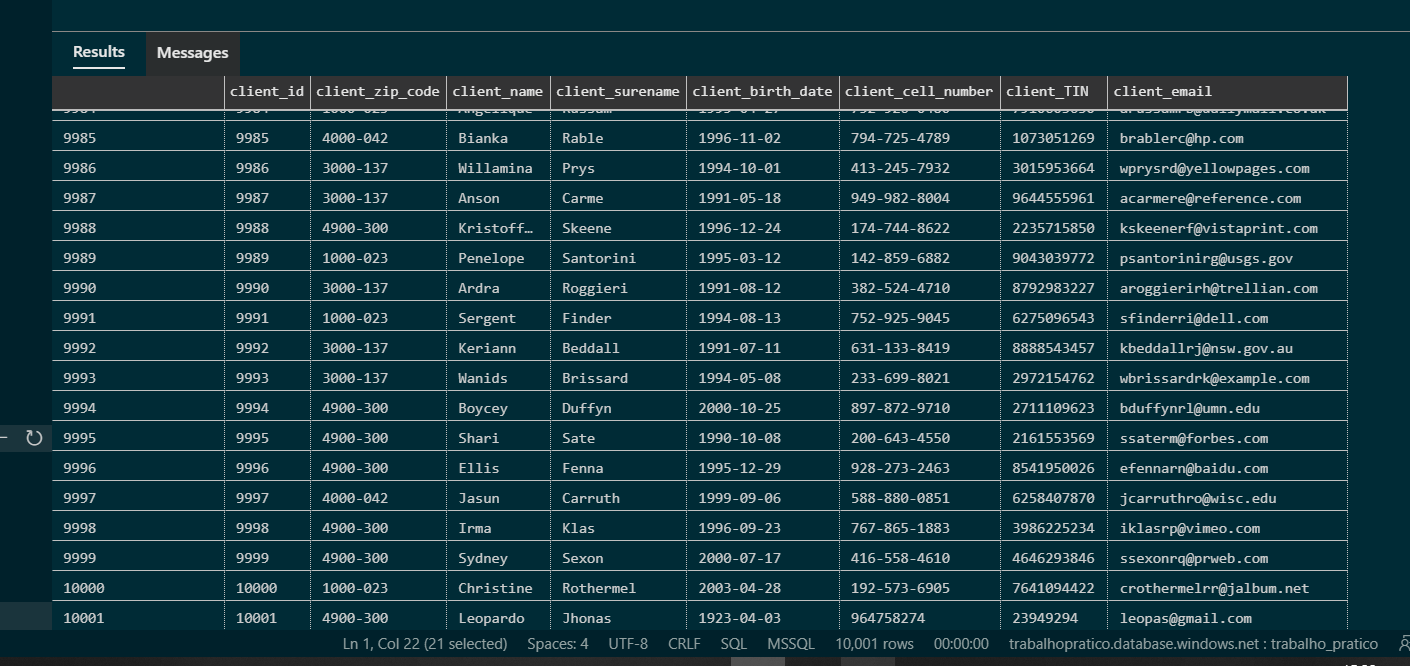 Results Messages
client_id client_zip_code client_name client_surename client_birth_date client_cell_number client_TIN client_email
9985 9985 4000-042 Bianka Rable 1996-11-02 794-725-4789 1073051269 brablerc@hp.com
9986 9986 3000-137 Willamina Prys 1994-10-01 413-245-7932 3015953664 wprysrd@yellowpages.com
9987 9987 3000-137 Anson Carme 1991-05-18 949-982-8004 9644555961 acarmere@reference.com
9988 9988 4900-300 Kristoff… Skeene 1996-12-24 174-744-8622 2235715850 kskeenerf@vistaprint.com
9989 9989 1000-023 Penelope Santorini 1995-03-12 142-859-6882 9043039772 psantorinirg@usgs.gov
9990 9990 3000-137 Ardra Roggieri 1991-08-12 382-524-4710 8792983227 aroggierirh@trellian.com
9991 9991 1000-023 Sergent Finder 1994-08-13 752-925-9045 6275096543 sfinderri@dell.com
9992 9992 3000-137 Keriann Beddall 1991-07-11 631-133-8419 8888543457 kbeddallrj@nsw.gov.au
9993 9993 3000-137 Wanids Brissard 1994-05-08 233-699-8021 2972154762 wbrissardrk@example.com
9994 9994 4900-300 Boycey Duffyn 2000-10-25 897-872-9710 2711109623 bduffynrl@umn.edu
9995 9995 4900-300 Shari Sate 1990-10-08 200-643-4550 2161553569 ssaterm@forbes.com
9996 9996 4900-300 Ellis Fenna 1995-12-29 928-273-2463 8541950026 efennarn@baidu.com
9997 9997 4000-042 Jasun Carruth 1999-09-06 588-880-0851 6258407870 jcarruthro@wisc.edu
9998 9998 4900-300 Irma Klas 1996-09-23 767-865-1883 3986225234 iklasrp@vimeo.com
9999 9999 4900-300 Sydney Sexon 2000-07-17 416-558-4610 4646293846 ssexonrq@prweb.com
10000 10000 1000-023 Christine Rothermel 2003-04-28 192-573-6905 7641094422 crothermelrr@jalbum.net
10001 10001 4900-300 Leopardo Jhonas 1923-04-03 964758274 23949294 leopas@gmail.com
Ln 1, Col 22 (21 selected) Spaces: 4 UTF-8 CRLF SQL MSSQL 10,001 rows 00:00:00 trabalhopratico.database.windows.net : trabalho_pratico